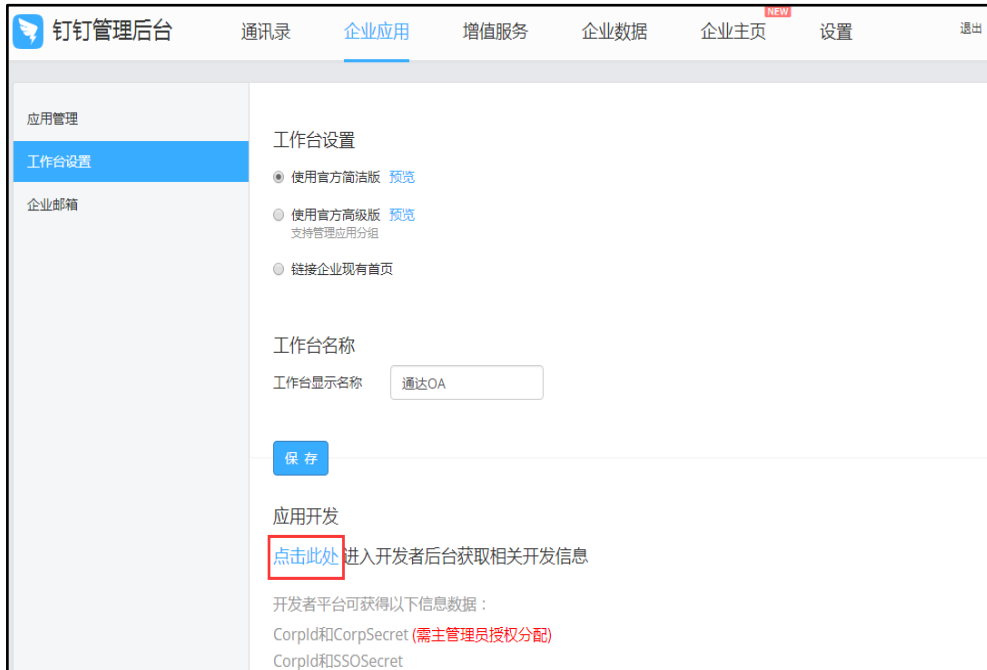 钉钉管理后台 通讯录 企业应用 增值服务 企业数据 企业主页 NEW 设置 退出
应用管理
工作台设置
企业邮箱
工作台设置
使用官方简洁版 预览
使用官方高级版 预览
支持管理应用分组
链接企业现有首页
工作台名称
工作台显示名称 通达OA
保存
应用开发
点击此处 进入开发者后台获取相关开发信息
开发者平台可获得以下信息数据：
CorpId和CorpSecret (需主管理员授权分配)
CorpId和SSOSecret